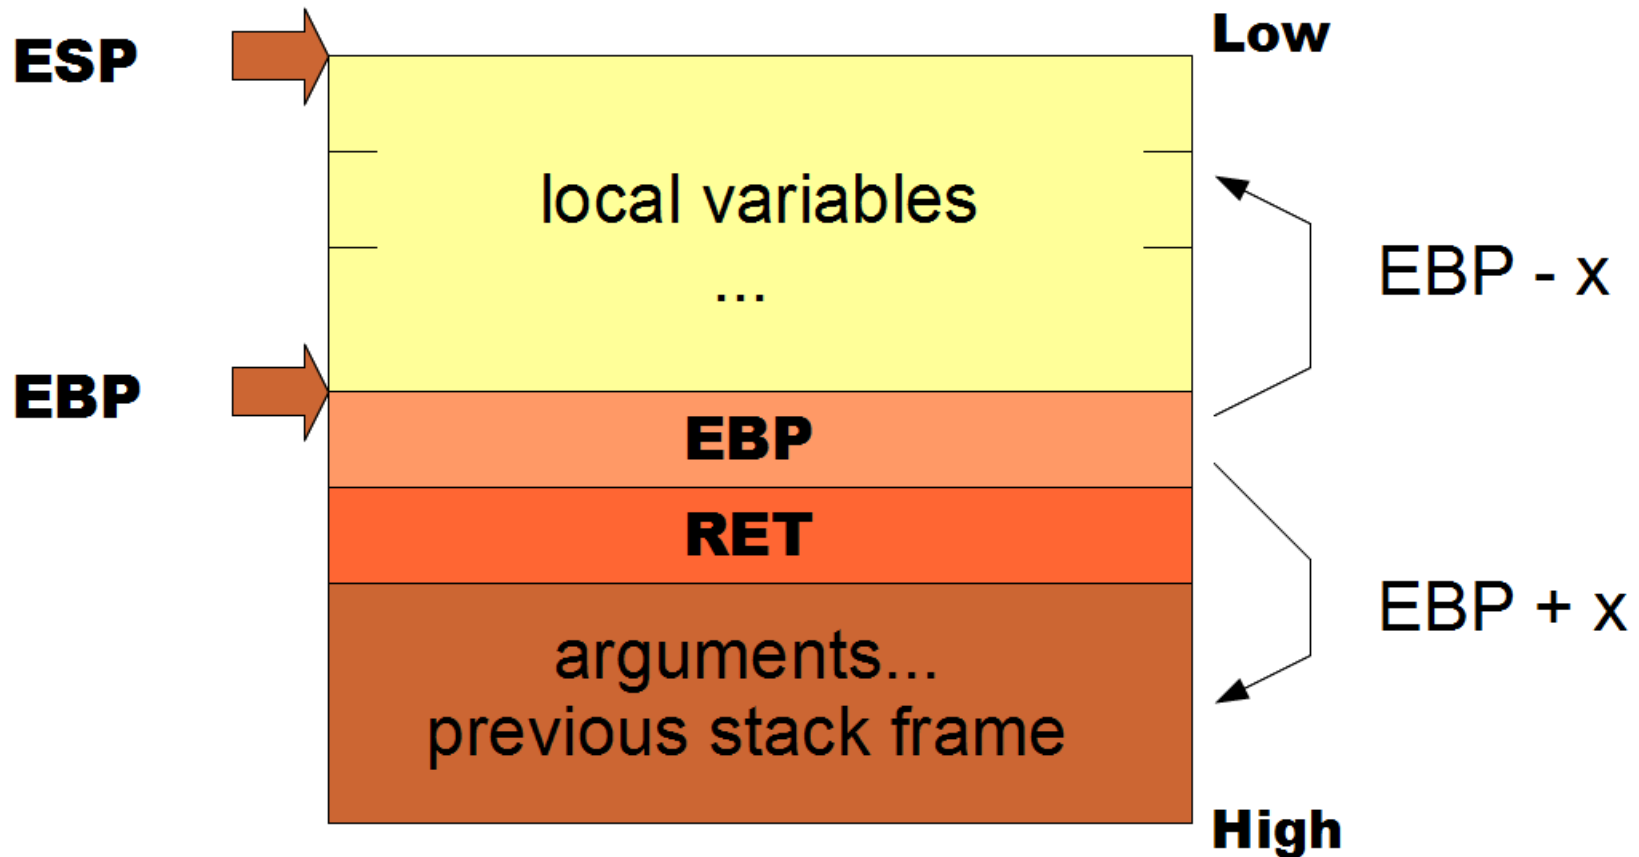 ESP
Low
local variables
...
EBP - x
EBP
EBP
RET
EBP + x
arguments...
previous stack frame
High